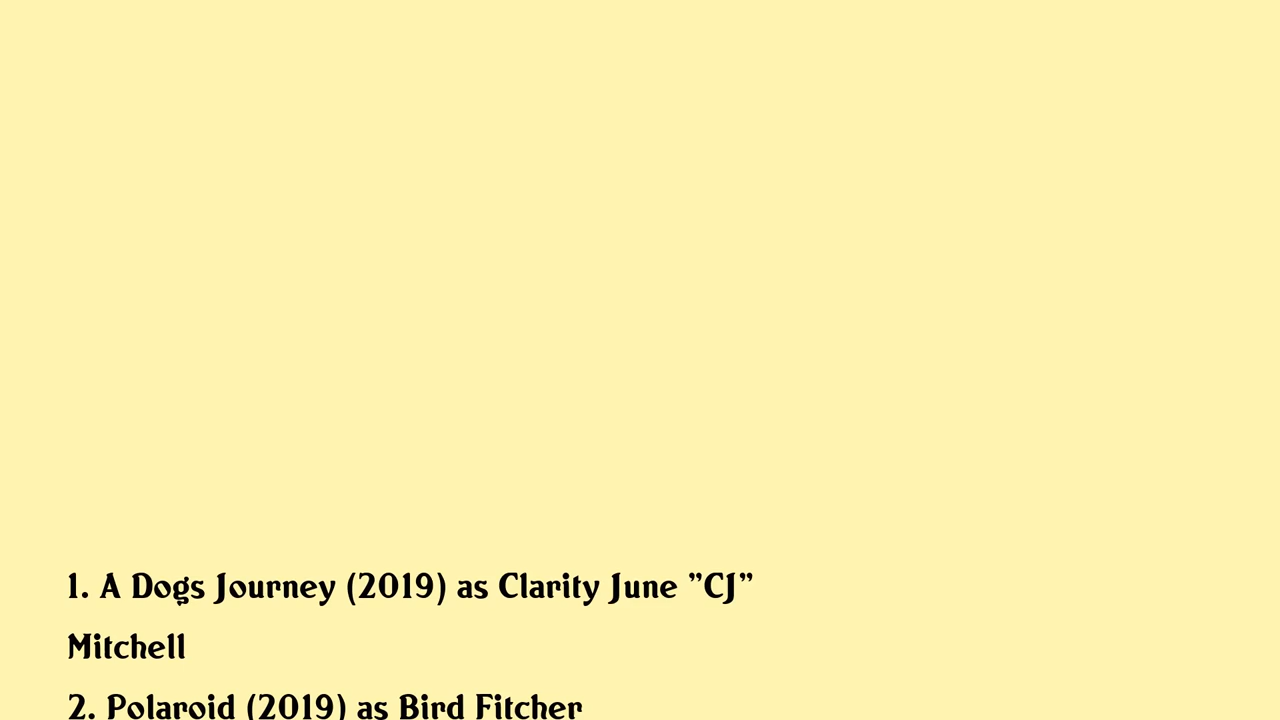 1. A Dogs Journey (2019) as Clarity June ”CJ”
Mitchell
2. Polaroid (2019) as Bird Fitcher